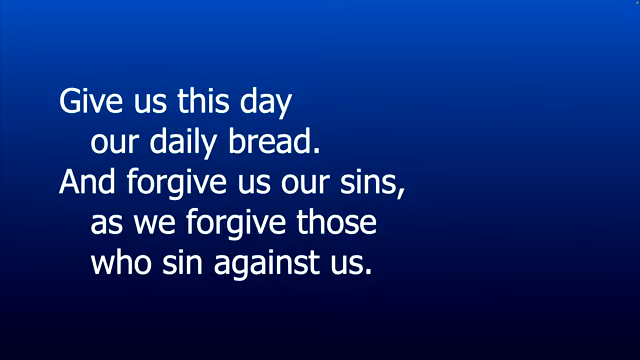 Give us this day
our daily bread.
And forgive us our sins,
as we forgive those
who sin against us.